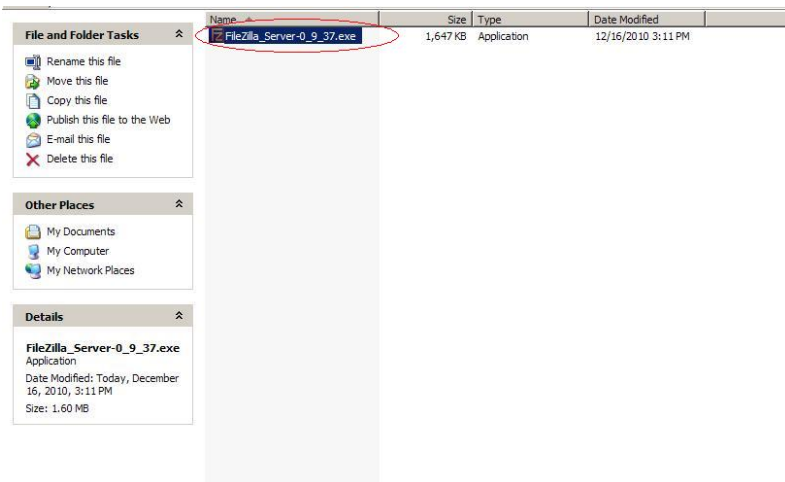 File and Folder Tasks
Rename this file
Move this file
Copy this file
Publish this file to the Web
E-mail this file
Delete this file
Other Places
My Documents
My Computer
My Network Places
Details
FileZilla_Server-0_9_37.exe
Application
Date Modified: Today, December
16, 2010, 3:11 PM
Size: 1.60 MB
Name Size Type Date Modified
FileZilla_Server-0_9_37.exe 1,647 KB Application 12/16/2010 3:11 PM